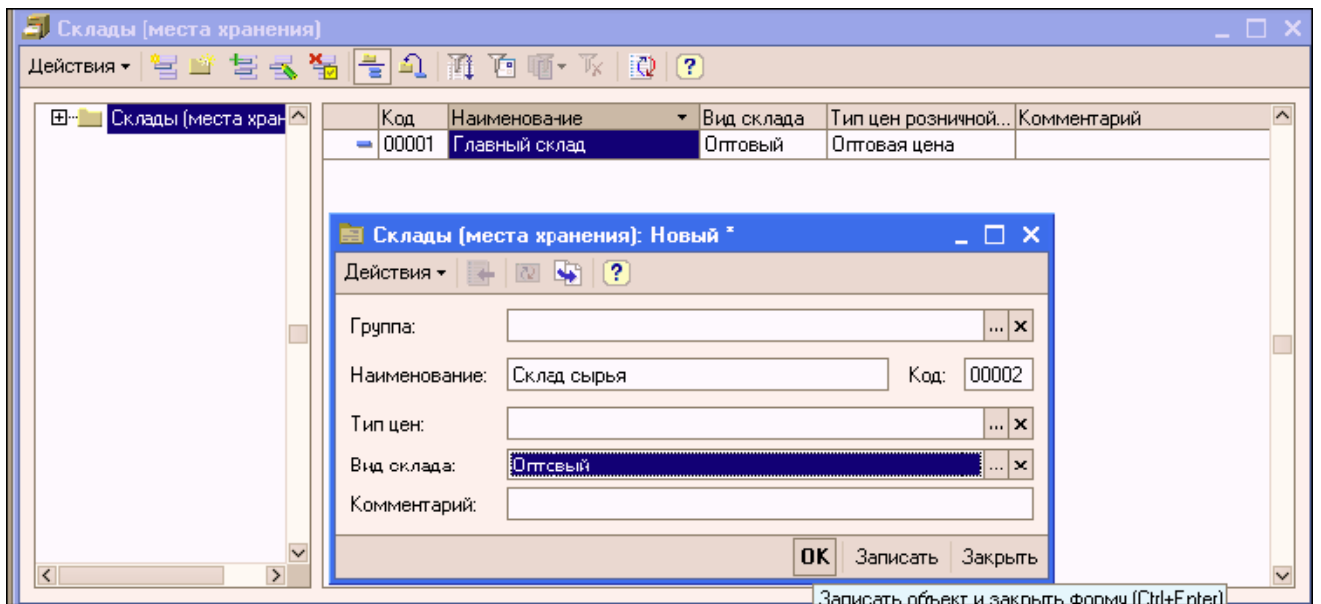 Склады (места хранения)
Действия
Склады (места хран
Код Наименование Вид склада Тип цен розничной... Комментарий
00001 Главный склад Оптовый Оптовая цена
Склады (места хранения): Новый *
Действия
Группа:
Наименование: Склад сырья Код: 00002
Тип цен:
Вид склада: Оптовый
Комментарий:
OK Записать Закрыть
Записать объект и закрыть форму (Ctrl+Enter)